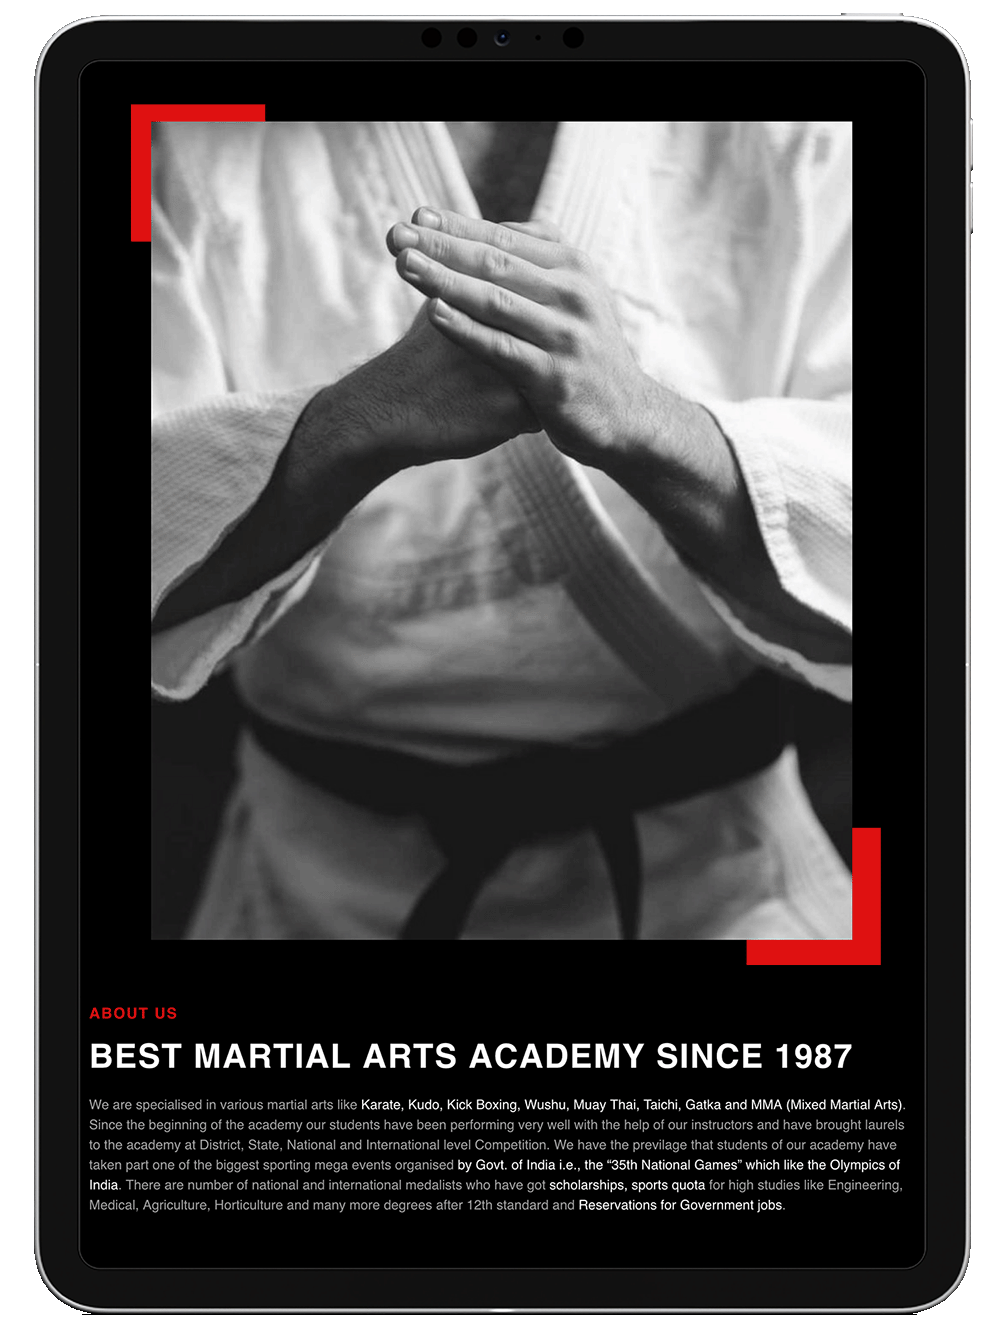 ABOUT US
BEST MARTIAL ARTS ACADEMY SINCE 1987
We are specialised in various martial arts like Karate, Kudo, Kick Boxing, Wushu, Muay Thai, Taichi, Gatka and MMA (Mixed Martial Arts).
Since the beginning of the academy our students have been performing very well with the help of our instructors and have brought laurels
to the academy at District, State, National and International level Competition. We have the previlage that students of our academy have
taken part one of the biggest sporting mega events organised by Govt. of India i.e., the “35th National Games” which like the Olympics of
India. There are number of national and international medalists who have got scholarships, sports quota for high studies like Engineering,
Medical, Agriculture, Horticulture and many more degrees after 12th standard and Reservations for Government jobs.